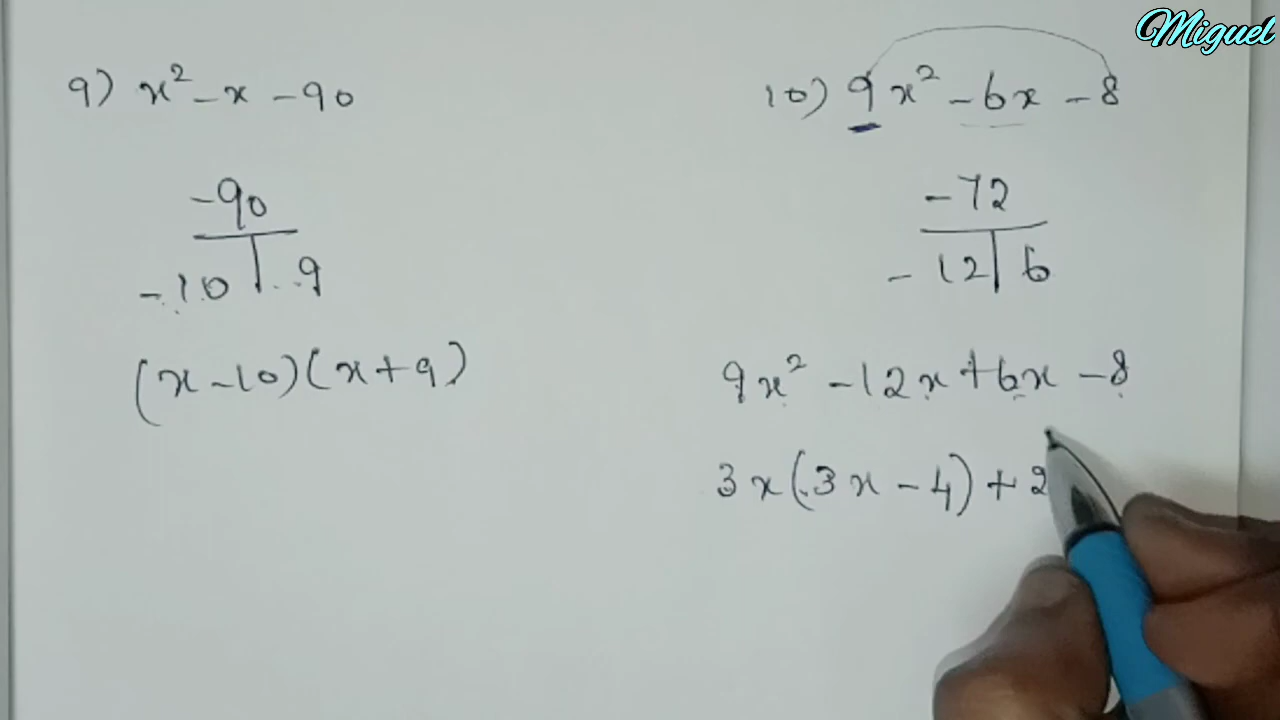 Miguel
9) x² - x - 90
-90
-10 | 9
(x - 10)(x + 9)
10) 9x² - 6x - 8
-72
-12 | 6
9x² - 12x + 6x - 8
3x(3x - 4) + 2